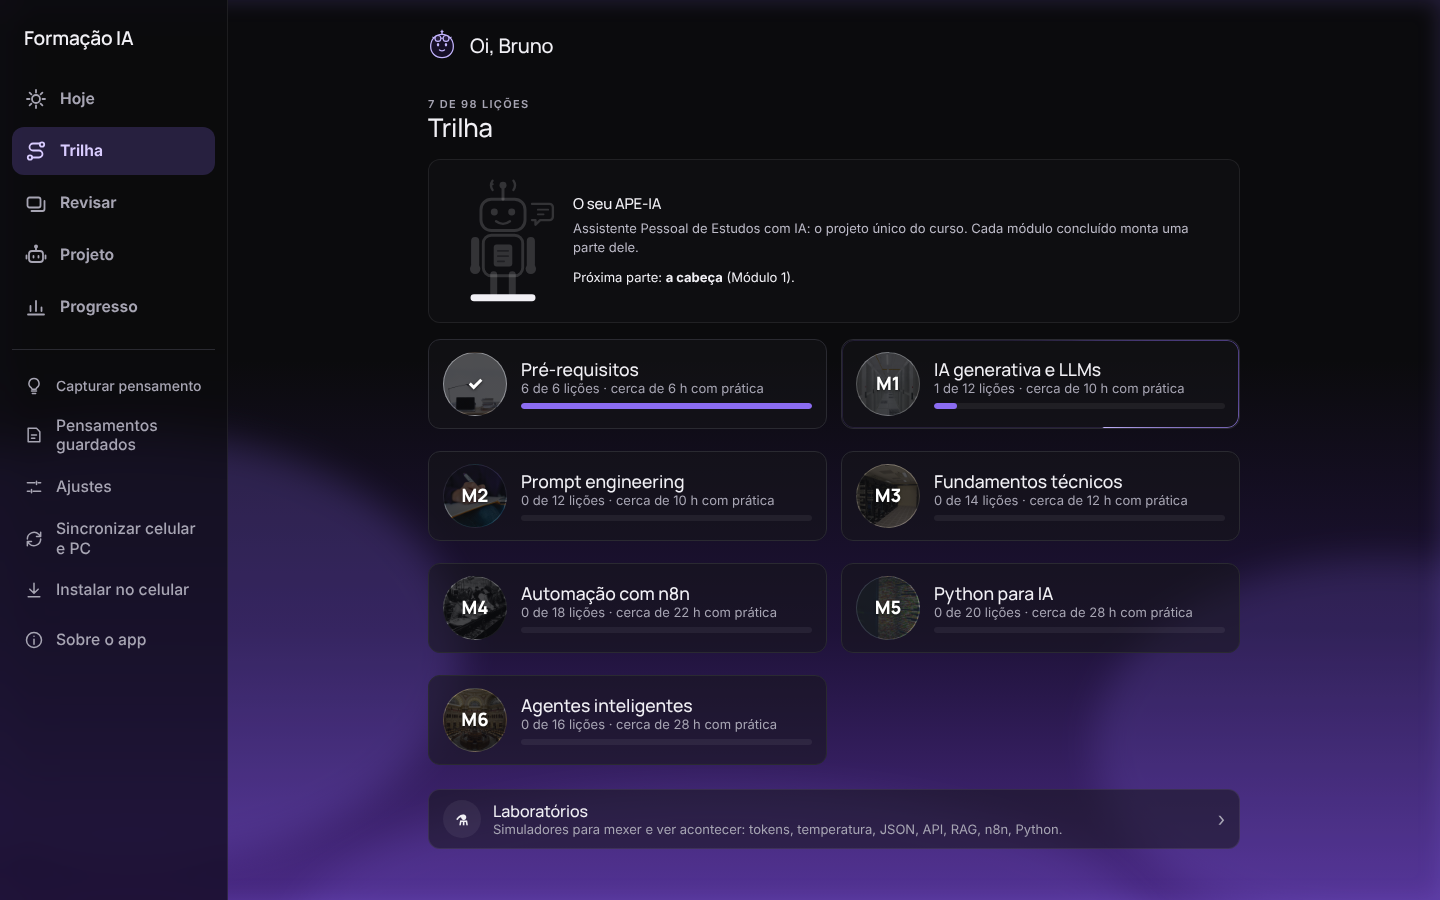 Formação IA
Hoje
Trilha
Revisar
Projeto
Progresso
Capturar pensamento
Pensamentos
guardados
Ajustes
Sincronizar celular
e PC
Instalar no celular
Sobre o app
Oi, Bruno
7 DE 98 LIÇÕES
Trilha
O seu APE-IA
Assistente Pessoal de Estudos com IA: o projeto único do curso. Cada módulo concluído monta uma
parte dele.
Próxima parte: a cabeça (Módulo 1).
Pré-requisitos
6 de 6 lições · cerca de 6 h com prática
M1
IA generativa e LLMs
1 de 12 lições · cerca de 10 h com prática
M2
Prompt engineering
0 de 12 lições · cerca de 10 h com prática
M3
Fundamentos técnicos
0 de 14 lições · cerca de 12 h com prática
M4
Automação com n8n
0 de 18 lições · cerca de 22 h com prática
M5
Python para IA
0 de 20 lições · cerca de 28 h com prática
M6
Agentes inteligentes
0 de 16 lições · cerca de 28 h com prática
Laboratórios
Simuladores para mexer e ver acontecer: tokens, temperatura, JSON, API, RAG, n8n, Python.